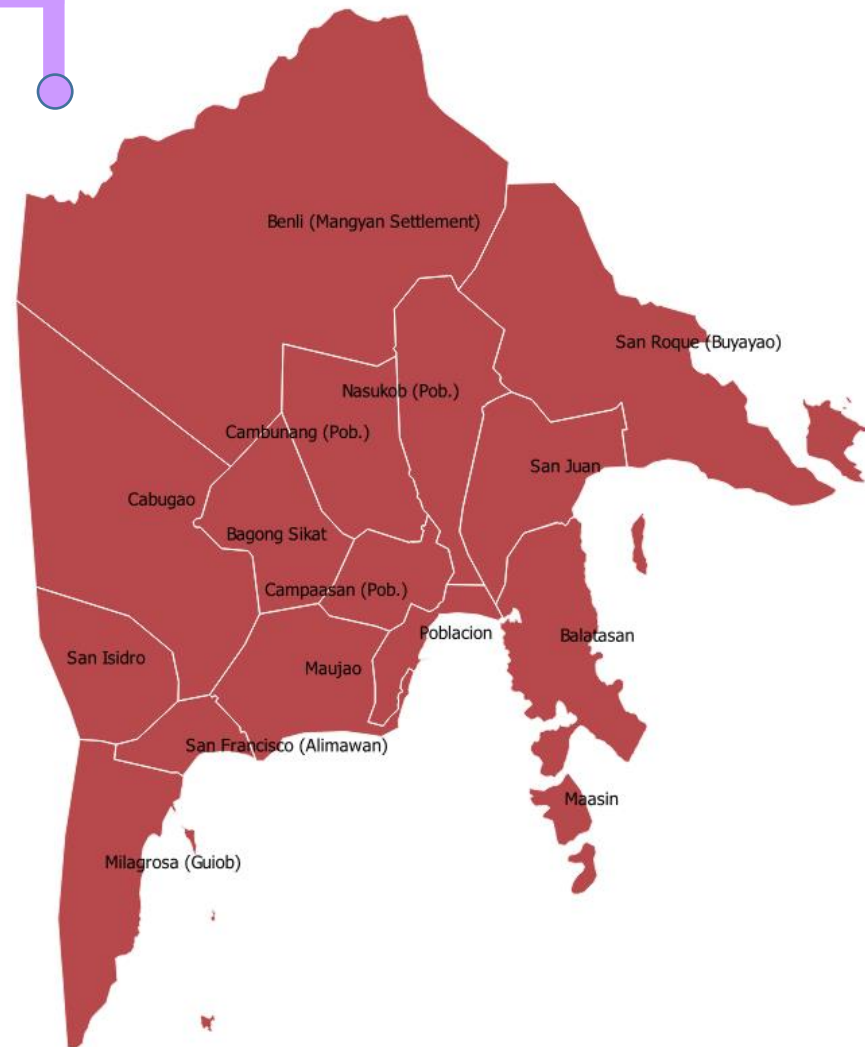 Benli (Mangyan Settlement)
San Roque (Buyayao)
Nasukob (Pob.)
Cambunang (Pob.)
San Juan
Cabugao
Bagong Sikat
Campaasan (Pob.)
Poblacion
Balatasan
San Isidro
Maujao
San Francisco (Alimawan)
Maasin
Milagrosa (Guiob)